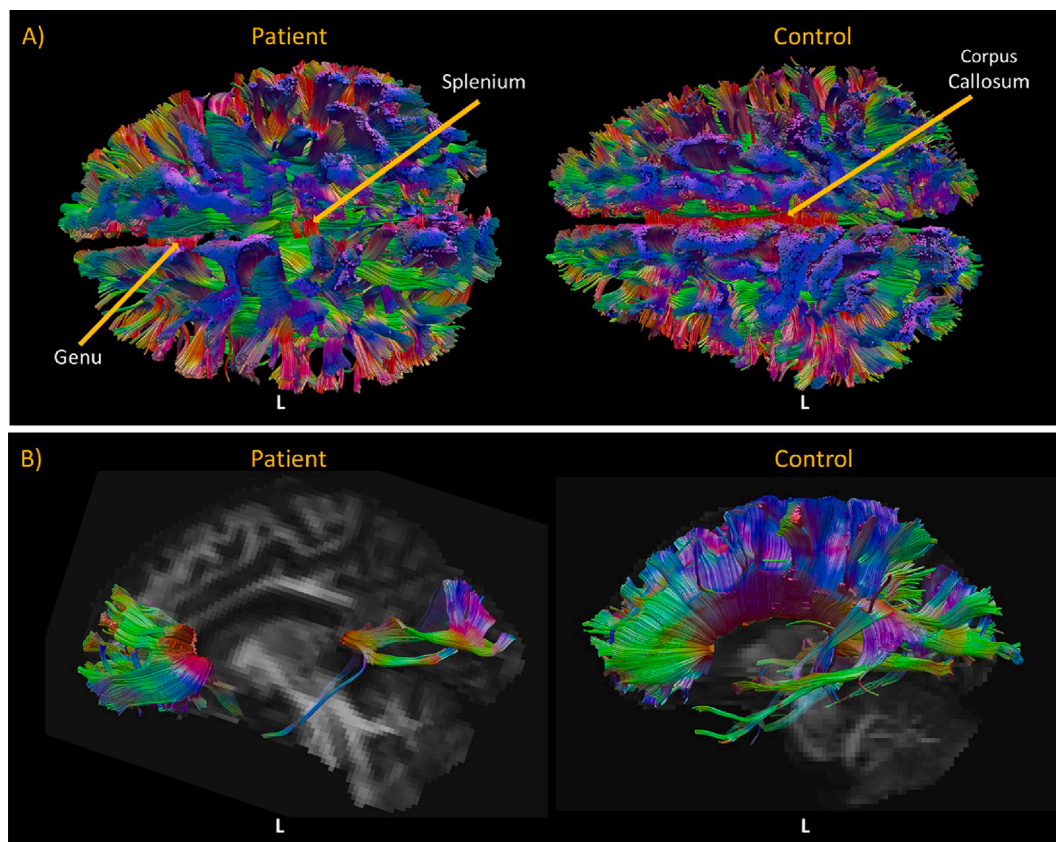 A)
Patient
Control
Splenium
Corpus
Callosum
Genu
L
L
B)
Patient
Control
L
L